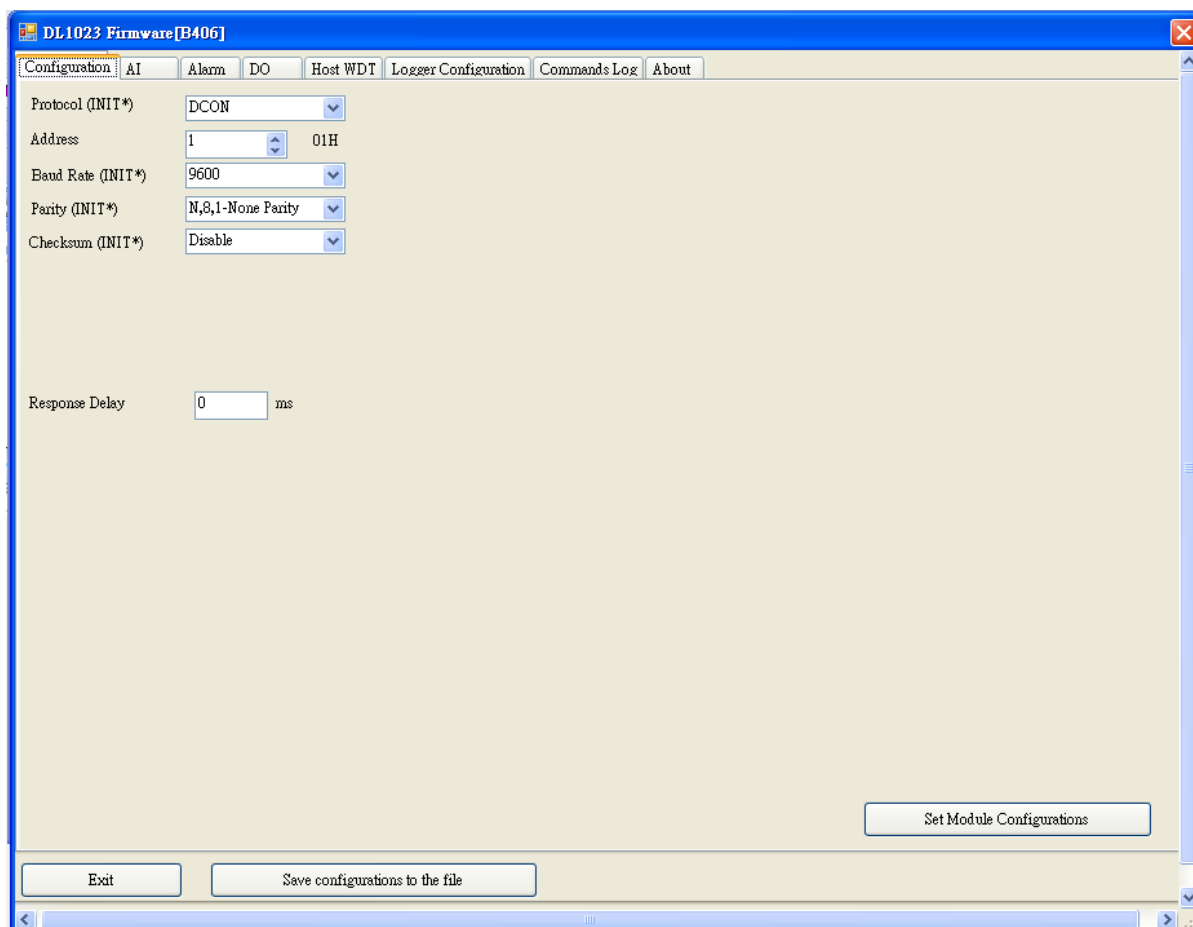 DL1023 Firmware[B406]
Configuration AI Alarm DO Host WDT Logger Configuration Commands Log About
Protocol (INIT*) DCON
Address 1 01H
Baud Rate (INIT*) 9600
Parity (INIT*) N,8,1-None Parity
Checksum (INIT*) Disable
Response Delay 0 ms
Set Module Configurations
Exit Save configurations to the file